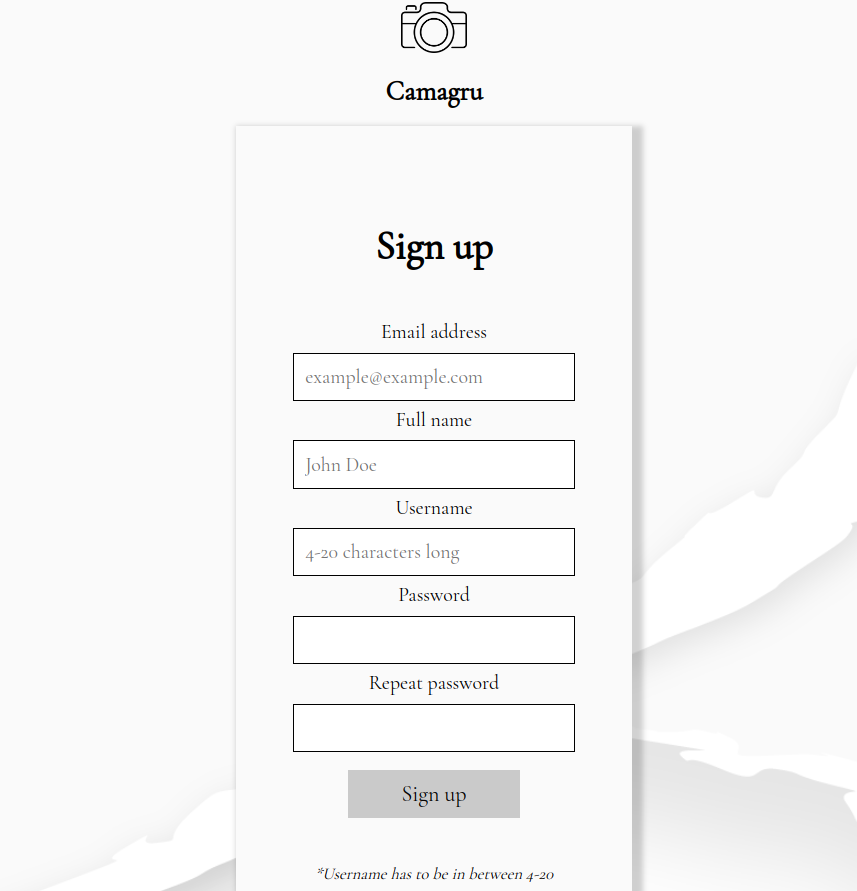 Camagru
Sign up
Email address
example@example.com
Full name
John Doe
Username
4-20 characters long
Password
Repeat password
Sign up
*Username has to be in between 4-20